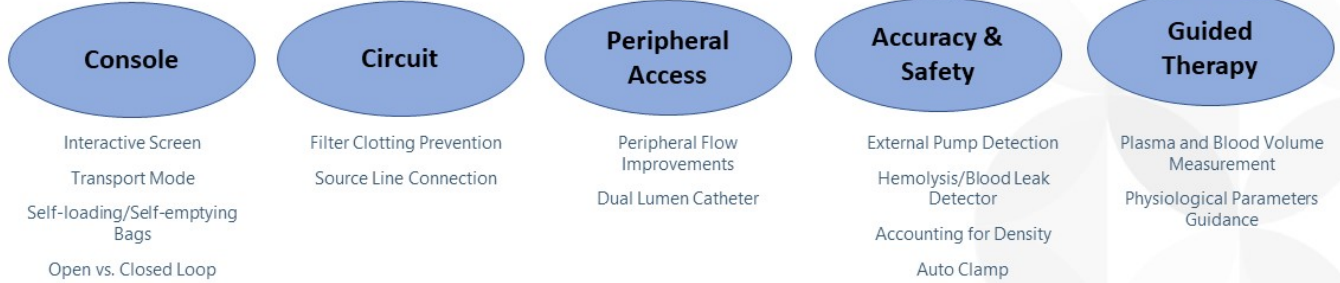 Console
Interactive Screen
Transport Mode
Self-loading/Self-emptying
Bags
Open vs. Closed Loop
Circuit
Filter Clotting Prevention
Source Line Connection
Peripheral
Access
Peripheral Flow
Improvements
Dual Lumen Catheter
Accuracy &
Safety
External Pump Detection
Hemolysis/Blood Leak
Detector
Accounting for Density
Auto Clamp
Guided
Therapy
Plasma and Blood Volume
Measurement
Physiological Parameters
Guidance